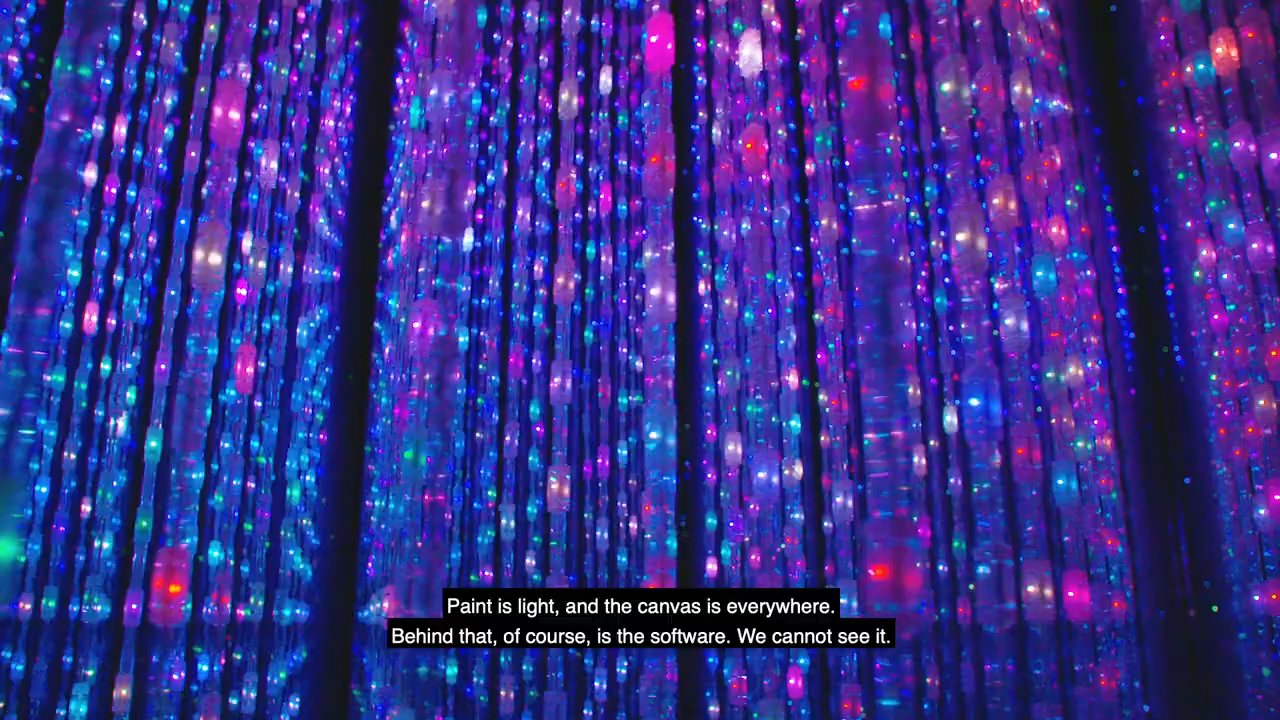 Paint is light, and the canvas is everywhere.
Behind that, of course, is the software. We cannot see it.